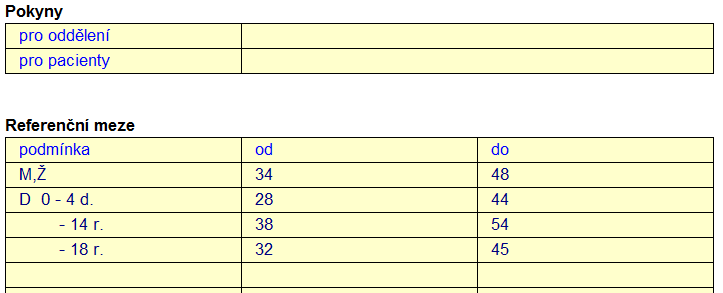 Pokyny
pro oddělení
pro pacienty
Referenční meze
podmínka od do
M,Ž 34 48
D 0 - 4 d. 28 44
- 14 r. 38 54
- 18 r. 32 45